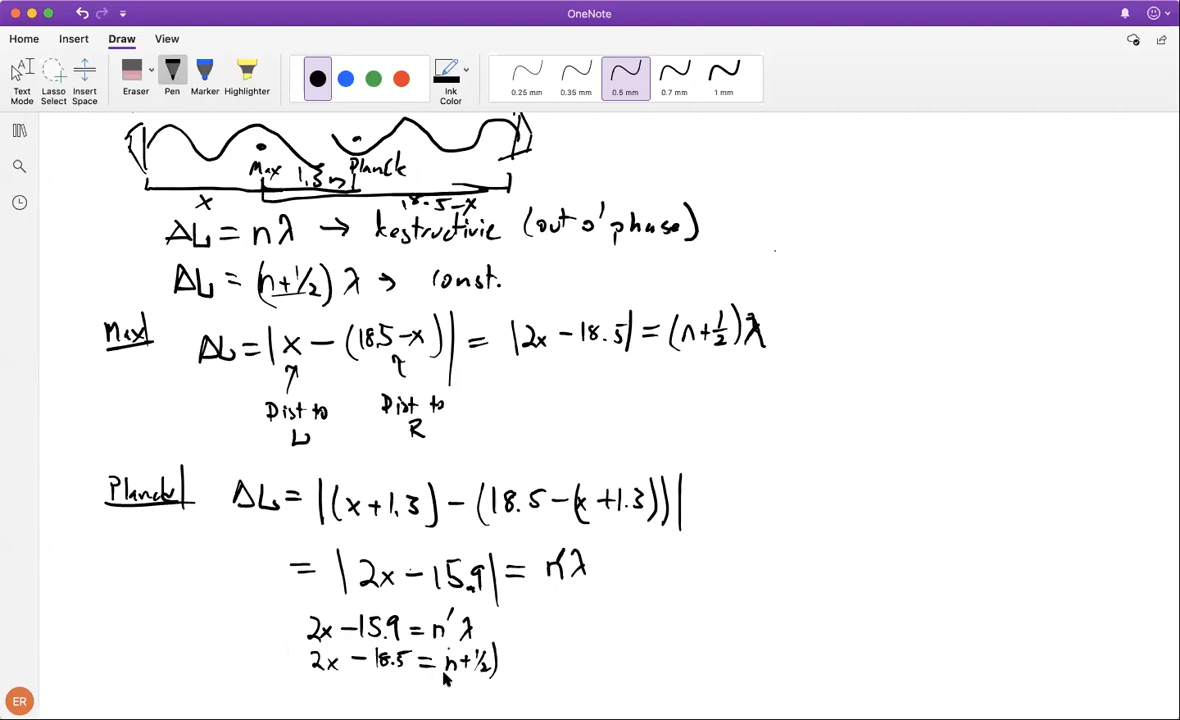 OneNote
Home Insert Draw View
Text Mode Lasso Select Insert Space Eraser Pen Marker Highlighter Ink Color 0.25 mm 0.35 mm 0.5 mm 0.7 mm 1 mm
Max 1.3 m Planck
x 18.5-x
ΔL = nλ → destructive (out o' phase)
ΔL = (n+1/2) λ → const.
Max ΔL = |x - (18.5-x)| = |2x - 18.5| = (n+1/2)λ
Dist to L Dist to R
Planck ΔL = |(x+1.3) - (18.5-(x+1.3))|
= |2x - 15.9| = n'λ
2x - 15.9 = n'λ
2x - 18.5 = n+1/2)
ER